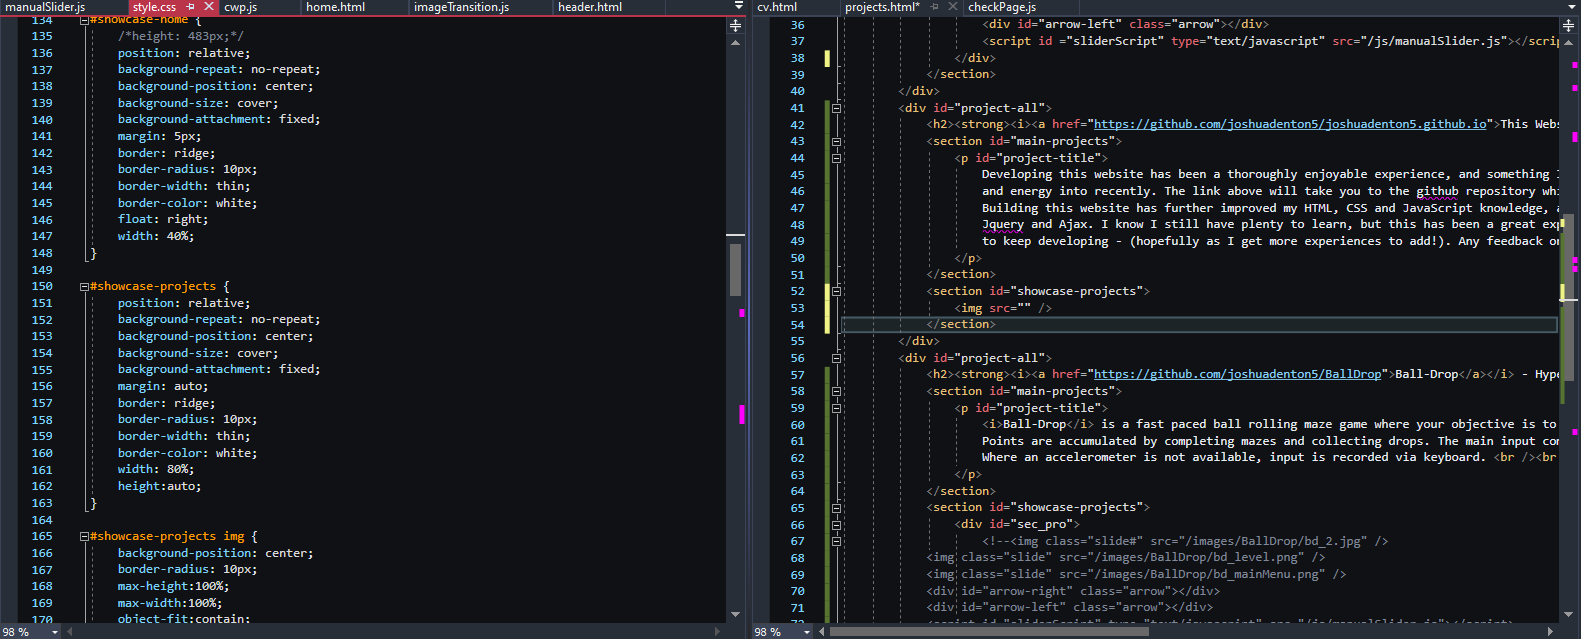 manualSlider.js style.css cwp.js home.html imageTransition.js header.html
134 #showcase-home {
135 /*height: 483px;*/
136 position: relative;
137 background-repeat: no-repeat;
138 background-position: center;
139 background-size: cover;
140 background-attachment: fixed;
141 margin: 5px;
142 border: ridge;
143 border-radius: 10px;
144 border-width: thin;
145 border-color: white;
146 float: right;
147 width: 40%;
148 }
149
150 #showcase-projects {
151 position: relative;
152 background-repeat: no-repeat;
153 background-position: center;
154 background-size: cover;
155 background-attachment: fixed;
156 margin: auto;
157 border: ridge;
158 border-radius: 10px;
159 border-width: thin;
160 border-color: white;
161 width: 80%;
162 height:auto;
163 }
164
165 #showcase-projects img {
166 background-position: center;
167 border-radius: 10px;
168 max-height:100%;
169 max-width:100%;
170 object-fit:contain;
98 %
cv.html projects.html* checkPage.js
36 <div id="arrow-left" class="arrow"></div>
37 <script id ="sliderScript" type="text/javascript" src="/js/manualSlider.js"></scrip
38 </div>
39 </section>
40 </div>
41 <div id="project-all">
42 <h2><strong><i><a href="https://github.com/joshuadenton5/joshuadenton5.github.io">This Webs
43 <section id="main-projects">
44 <p id="project-title">
45 Developing this website has been a thoroughly enjoyable experience, and something I
46 and energy into recently. The link above will take you to the github repository whi
47 Building this website has further improved my HTML, CSS and JavaScript knowledge, a
48 Jquery and Ajax. I know I still have plenty to learn, but this has been a great exp
49 to keep developing - (hopefully as I get more experiences to add!). Any feedback on
50 </p>
51 </section>
52 <section id="showcase-projects">
53 <img src="" />
54 </section>
55 </div>
56 <div id="project-all">
57 <h2><strong><i><a href="https://github.com/joshuadenton5/BallDrop">Ball-Drop</a></i> - Hype
58 <section id="main-projects">
59 <p id="project-title">
60 <i>Ball-Drop</i> is a fast paced ball rolling maze game where your objective is to
61 Points are accumulated by completing mazes and collecting drops. The main input con
62 Where an accelerometer is not available, input is recorded via keyboard. <br /><br
63 </p>
64 </section>
65 <section id="showcase-projects">
66 <div id="sec_pro">
67 <!--<img class="slide#" src="/images/BallDrop/bd_2.jpg" />
68 <img class="slide" src="/images/BallDrop/bd_level.png" />
69 <img class="slide" src="/images/BallDrop/bd_mainMenu.png" />
70 <div id="arrow-right" class="arrow"></div>
71 <div id="arrow-left" class="arrow"></div>
72 <script id="sliderScript" type="text/javascript" src="/js/manualSlider.js"></script>
98 %